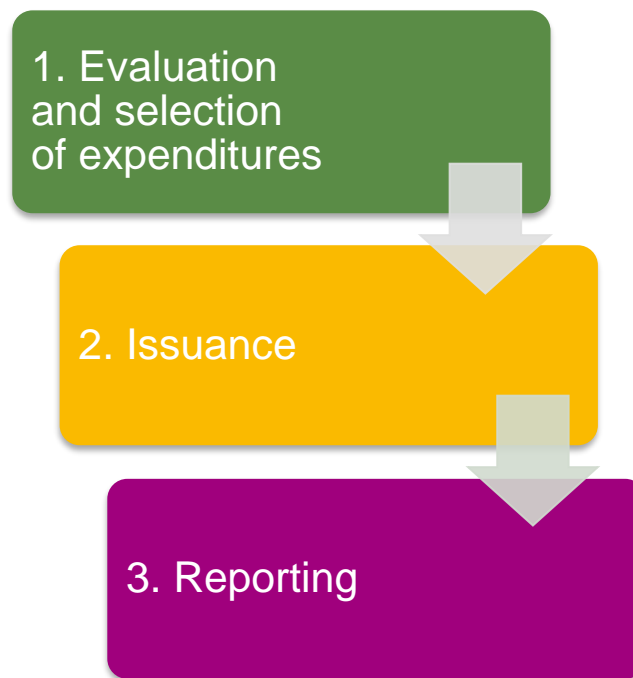 1. Evaluation
and selection
of expenditures
2. Issuance
3. Reporting